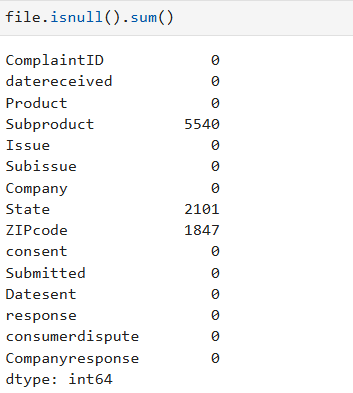 file.isnull().sum()
ComplaintID 0
datereceived 0
Product 0
Subproduct 5540
Issue 0
Subissue 0
Company 0
State 2101
ZIPcode 1847
consent 0
Submitted 0
Datesent 0
response 0
consumerdispute 0
Companyresponse 0
dtype: int64